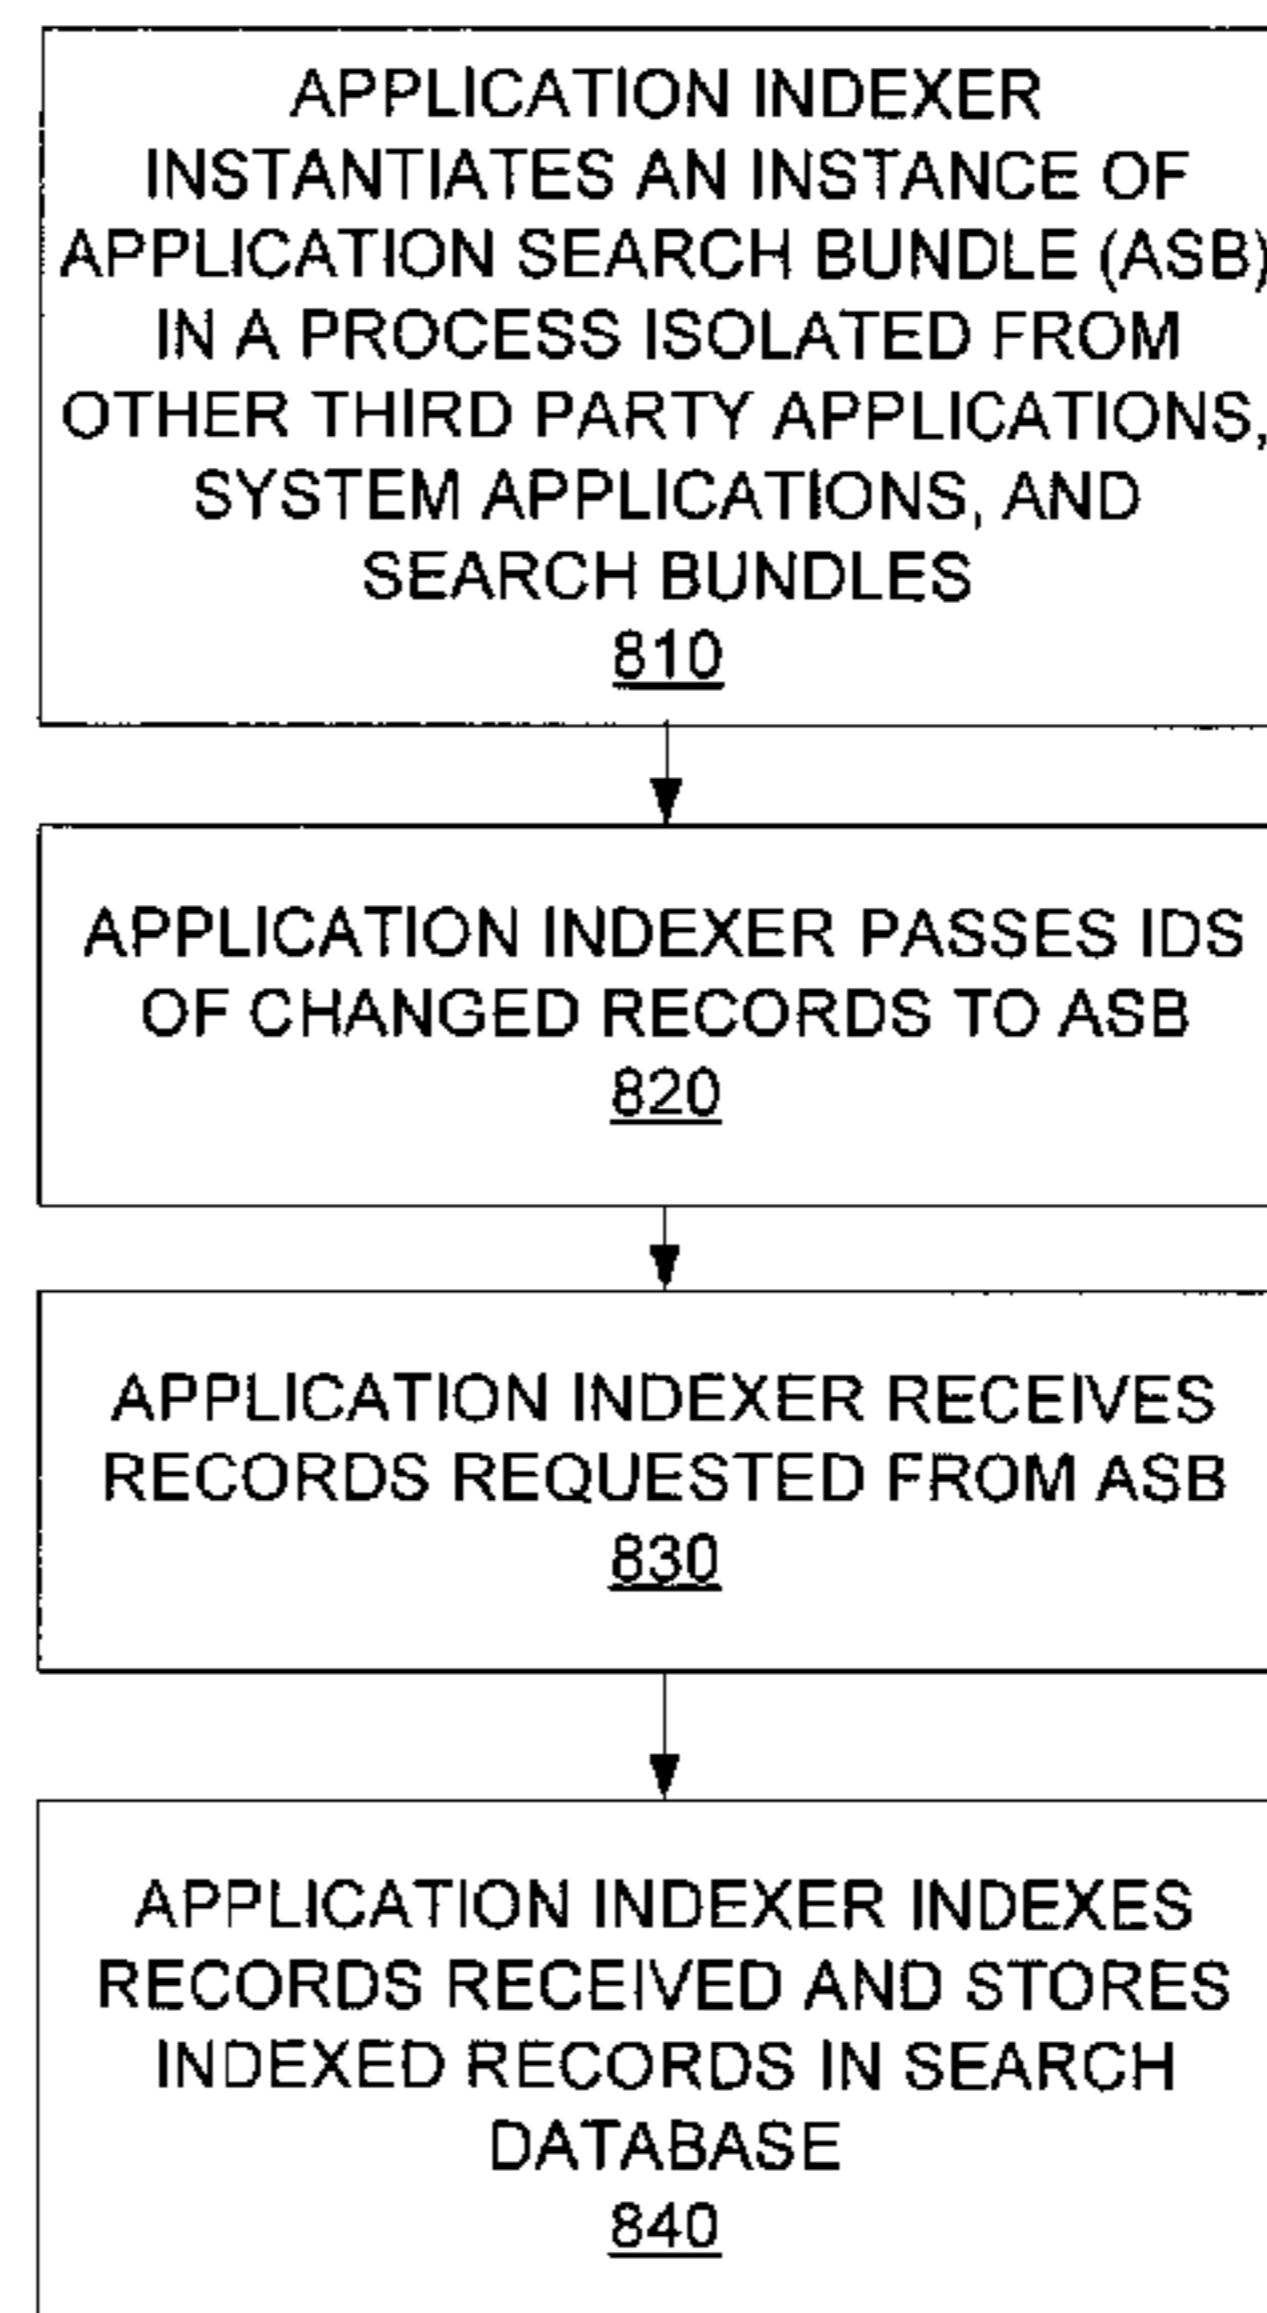 APPLICATION INDEXER
INSTANTIATES AN INSTANCE OF
APPLICATION SEARCH BUNDLE (ASB)
IN A PROCESS ISOLATED FROM
OTHER THIRD PARTY APPLICATIONS,
SYSTEM APPLICATIONS, AND
SEARCH BUNDLES
810
APPLICATION INDEXER PASSES IDS
OF CHANGED RECORDS TO ASB
820
APPLICATION INDEXER RECEIVES
RECORDS REQUESTED FROM ASB
830
APPLICATION INDEXER INDEXES
RECORDS RECEIVED AND STORES
INDEXED RECORDS IN SEARCH
DATABASE
840